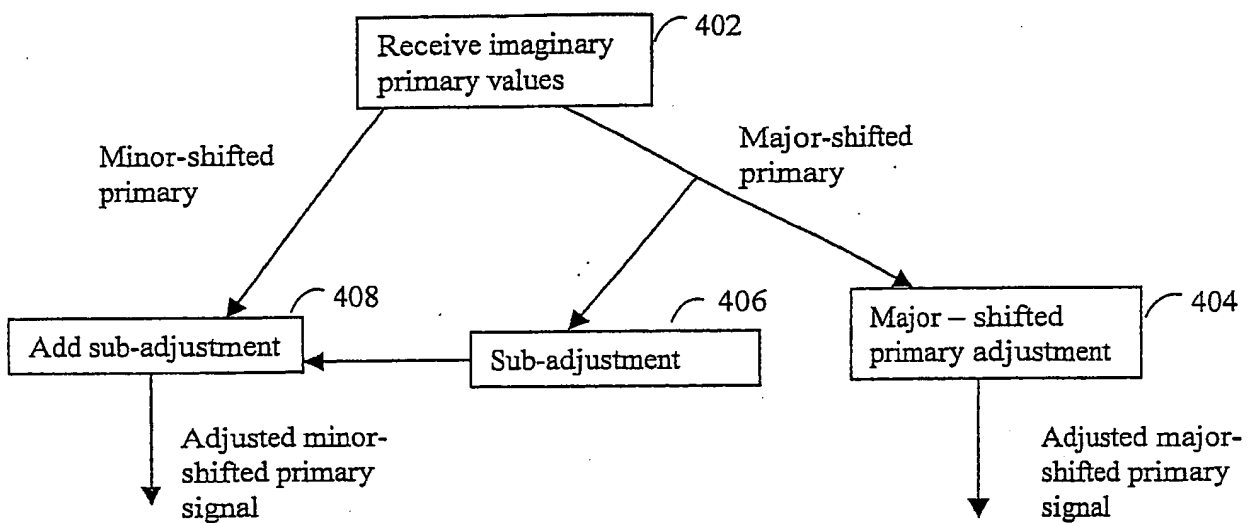 402
Receive imaginary
primary values
Minor-shifted
primary
Major-shifted
primary
408
Add sub-adjustment
406
Sub-adjustment
404
Major – shifted
primary adjustment
Adjusted minor-
shifted primary
signal
Adjusted major-
shifted primary
signal